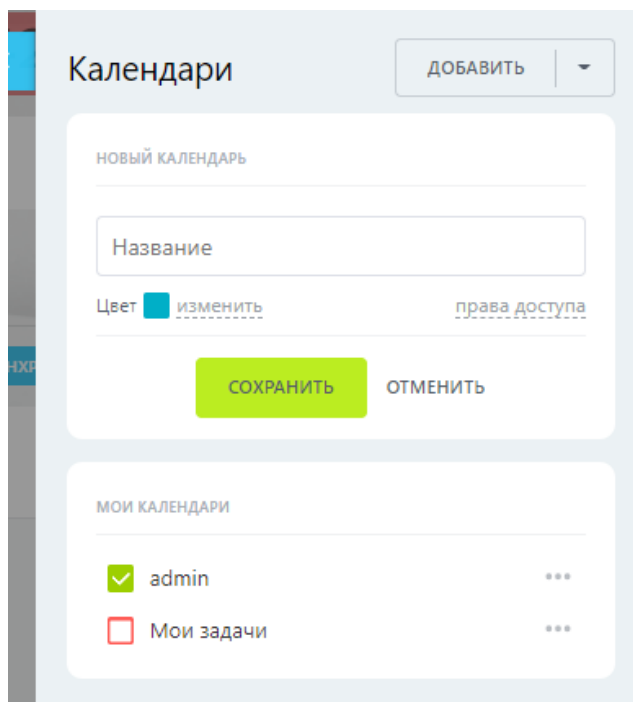 Календари
ДОБАВИТЬ
НОВЫЙ КАЛЕНДАРЬ
Название
Цвет изменить права доступа
СОХРАНИТЬ ОТМЕНИТЬ
МОИ КАЛЕНДАРИ
admin
Мои задачи